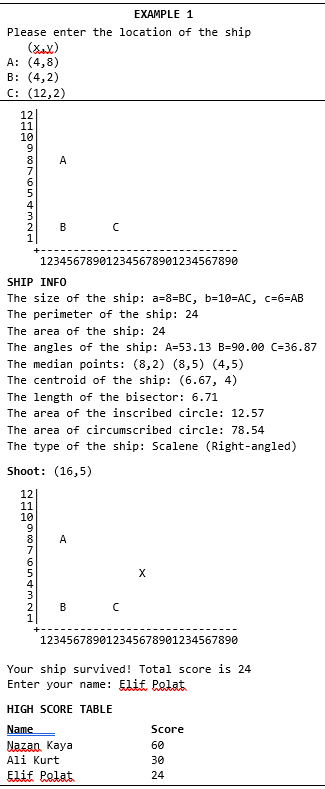 EXAMPLE 1
Please enter the location of the ship
(x,y)
A: (4,8)
B: (4,2)
C: (12,2)
12|
11|
10|
9|
8|   A
7|
6|
5|
4|
3|
2|   B       C
1|
+------------------------------
123456789012345678901234567890
SHIP INFO
The size of the ship: a=8=BC, b=10=AC, c=6=AB
The perimeter of the ship: 24
The area of the ship: 24
The angles of the ship: A=53.13 B=90.00 C=36.87
The median points: (8,2) (8,5) (4,5)
The centroid of the ship: (6.67, 4)
The length of the bisector: 6.71
The area of the inscribed circle: 12.57
The area of circumscribed circle: 78.54
The type of the ship: Scalene (Right-angled)
Shoot: (16,5)
12|
11|
10|
9|
8|   A
7|
6|
5|               X
4|
3|
2|   B       C
1|
+------------------------------
123456789012345678901234567890
Your ship survived! Total score is 24
Enter your name: Elif Polat
HIGH SCORE TABLE
Name Score
Nazan Kaya 60
Ali Kurt 30
Elif Polat 24